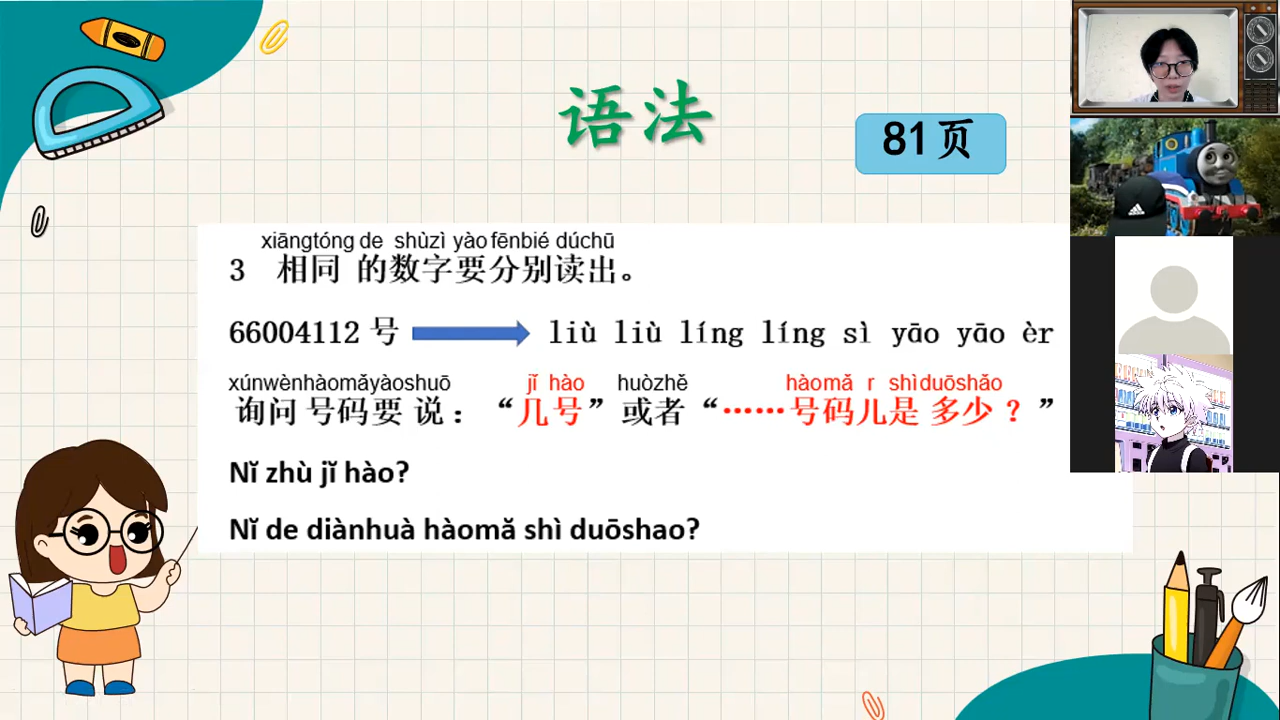 语法
81页
xiāngtóng de shùzì yào fēnbié dúchū
3 相同 的数字要分别读出。
66004112 号 liù liù líng líng sì yāo yāo èr
xúnwènhàomǎyàoshuō jǐ hào huòzhě hàomǎ r shìduōshǎo
询问 号码要 说：“几号”或者“……号码儿是 多少？”
Nǐ zhù jǐ hào?
Nǐ de diànhuà hàomǎ shì duōshao?